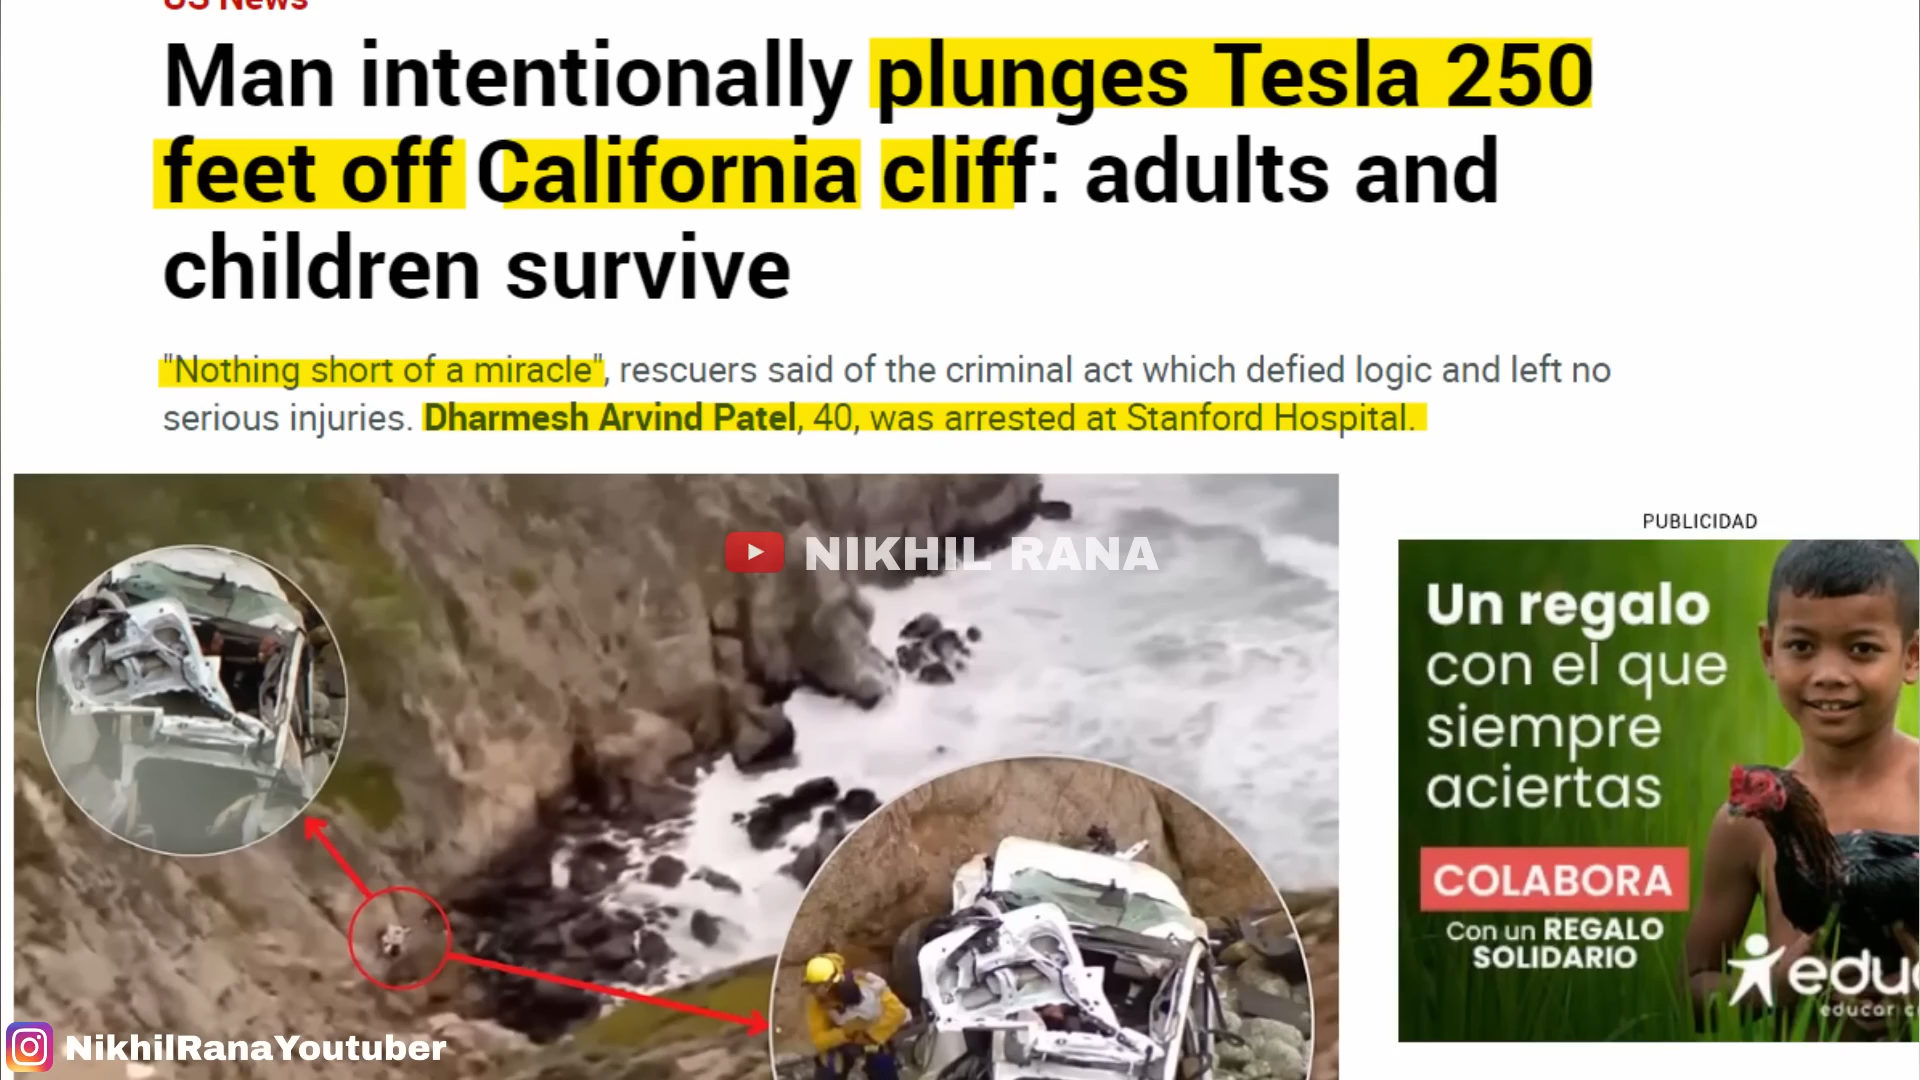 US News
Man intentionally plunges Tesla 250
feet off California cliff: adults and
children survive
"Nothing short of a miracle", rescuers said of the criminal act which defied logic and left no
serious injuries. Dharmesh Arvind Patel, 40, was arrested at Stanford Hospital.
NIKHIL RANA
PUBLICIDAD
Un regalo
con el que
siempre
aciertas
COLABORA
Con un REGALO
SOLIDARIO
NikhilRanaYoutuber